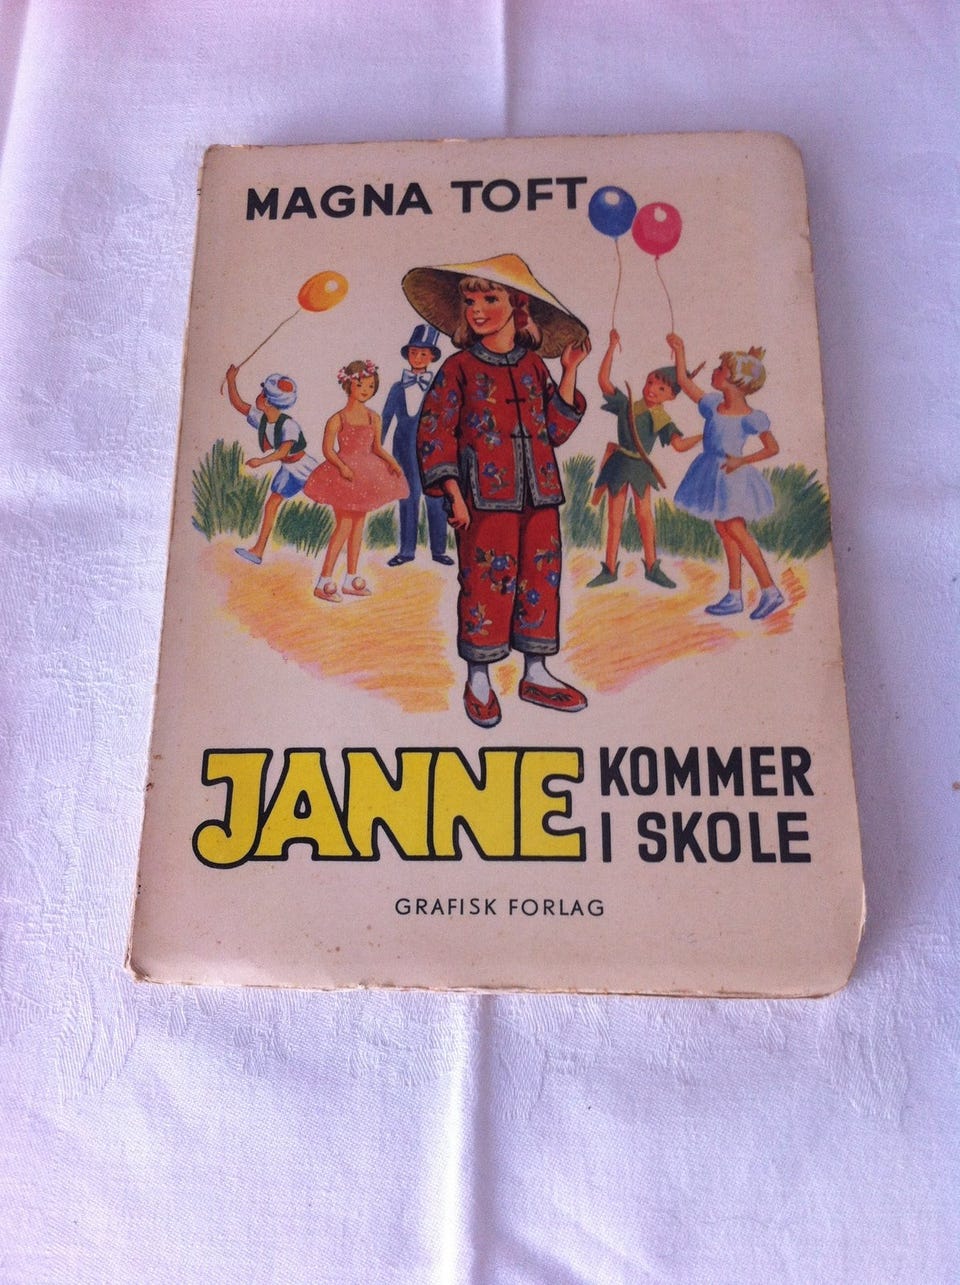 MAGNA TOFT
JANNE KOMMER
I SKOLE
GRAFISK FORLAG